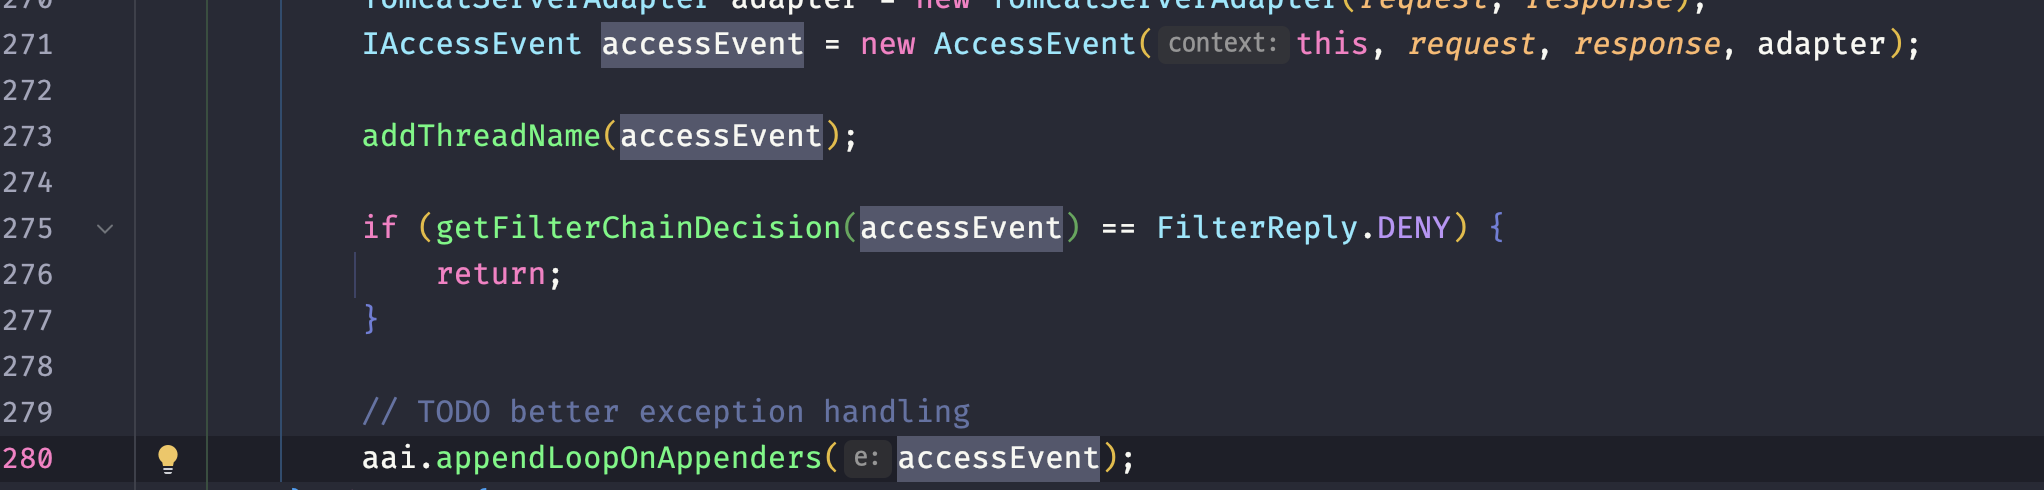 270 TomcatServerAdapter adapter = new TomcatServerAdapter(request, response);
271 IAccessEvent accessEvent = new AccessEvent( context: this, request, response, adapter);
272
273 addThreadName(accessEvent);
274
275 if (getFilterChainDecision(accessEvent) == FilterReply.DENY) {
276 return;
277 }
278
279 // TODO better exception handling
280 aai.appendLoopOnAppenders( e: accessEvent);